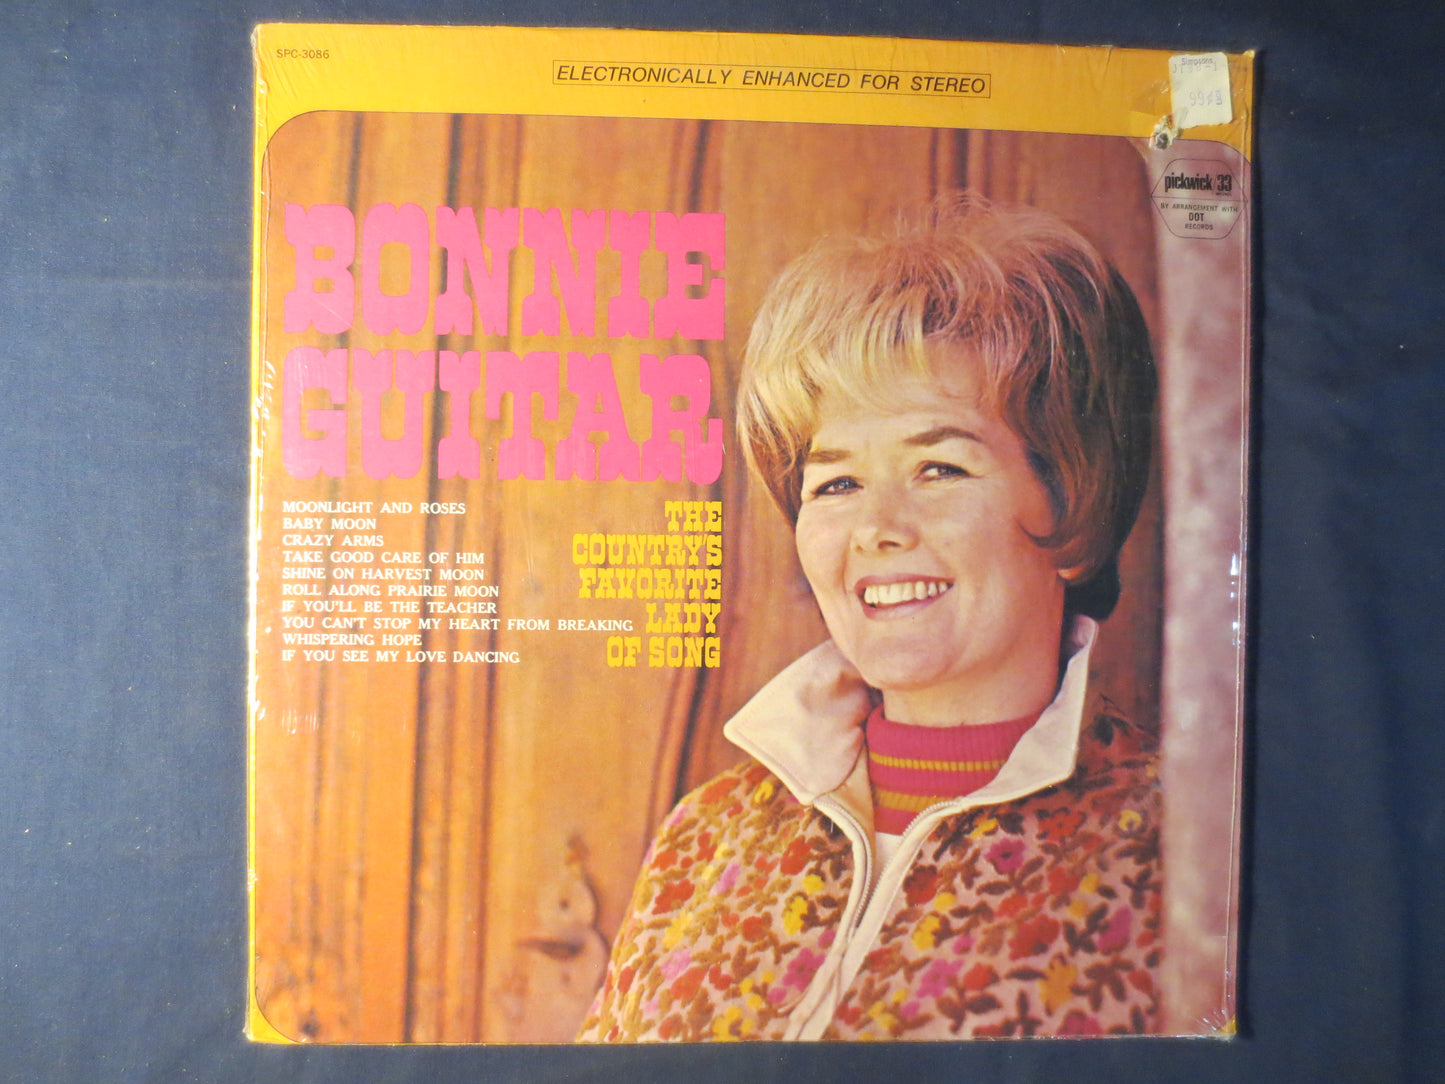 SPC-3086
ELECTRONICALLY ENHANCED FOR STEREO
Simpsons
99¢
pickwick/33
BY ARRANGEMENT WITH
DOT
RECORDS
BONNIE
GUITAR
MOONLIGHT AND ROSES
BABY MOON
CRAZY ARMS
TAKE GOOD CARE OF HIM
SHINE ON HARVEST MOON
ROLL ALONG PRAIRIE MOON
IF YOU'LL BE THE TEACHER
YOU CAN'T STOP MY HEART FROM BREAKING
WHISPERING HOPE
IF YOU SEE MY LOVE DANCING
THE
COUNTRY'S
FAVORITE
LADY
OF SONG